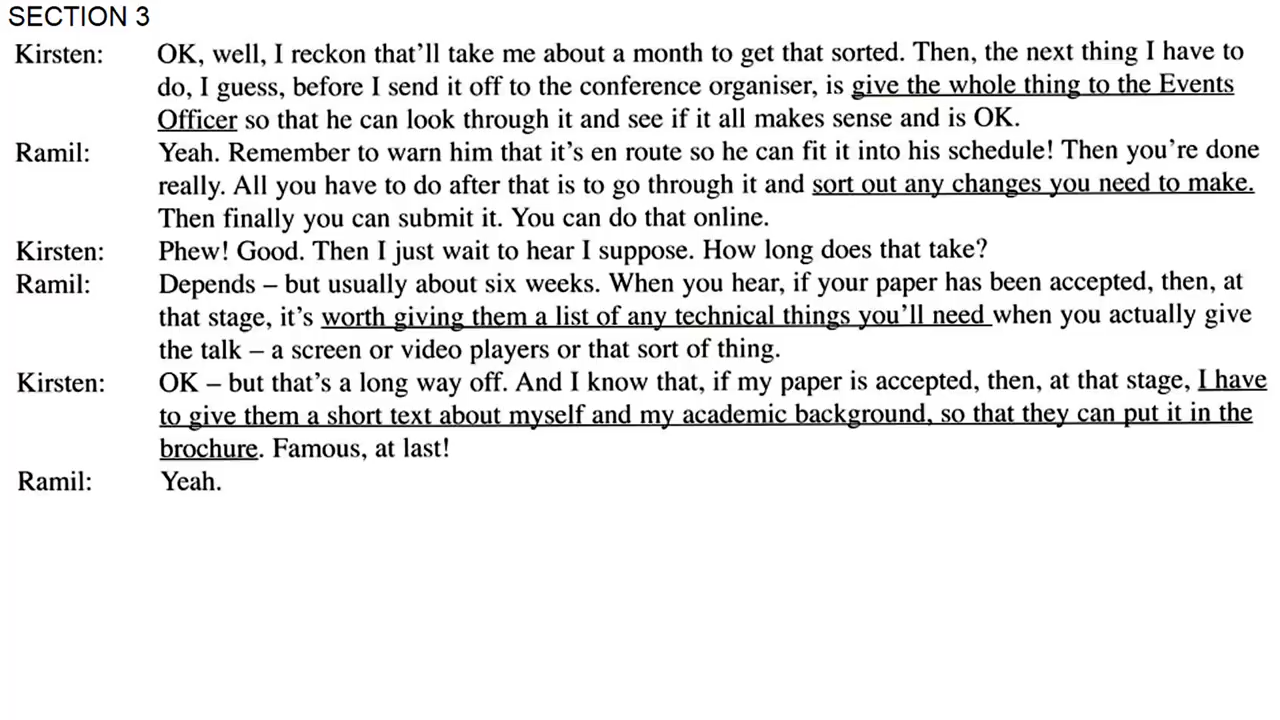 SECTION 3
Kirsten: OK, well, I reckon that'll take me about a month to get that sorted. Then, the next thing I have to
do, I guess, before I send it off to the conference organiser, is give the whole thing to the Events
Officer so that he can look through it and see if it all makes sense and is OK.
Ramil: Yeah. Remember to warn him that it's en route so he can fit it into his schedule! Then you're done
really. All you have to do after that is to go through it and sort out any changes you need to make.
Then finally you can submit it. You can do that online.
Kirsten: Phew! Good. Then I just wait to hear I suppose. How long does that take?
Ramil: Depends – but usually about six weeks. When you hear, if your paper has been accepted, then, at
that stage, it's worth giving them a list of any technical things you'll need when you actually give
the talk – a screen or video players or that sort of thing.
Kirsten: OK – but that's a long way off. And I know that, if my paper is accepted, then, at that stage, I have
to give them a short text about myself and my academic background, so that they can put it in the
brochure. Famous, at last!
Ramil: Yeah.